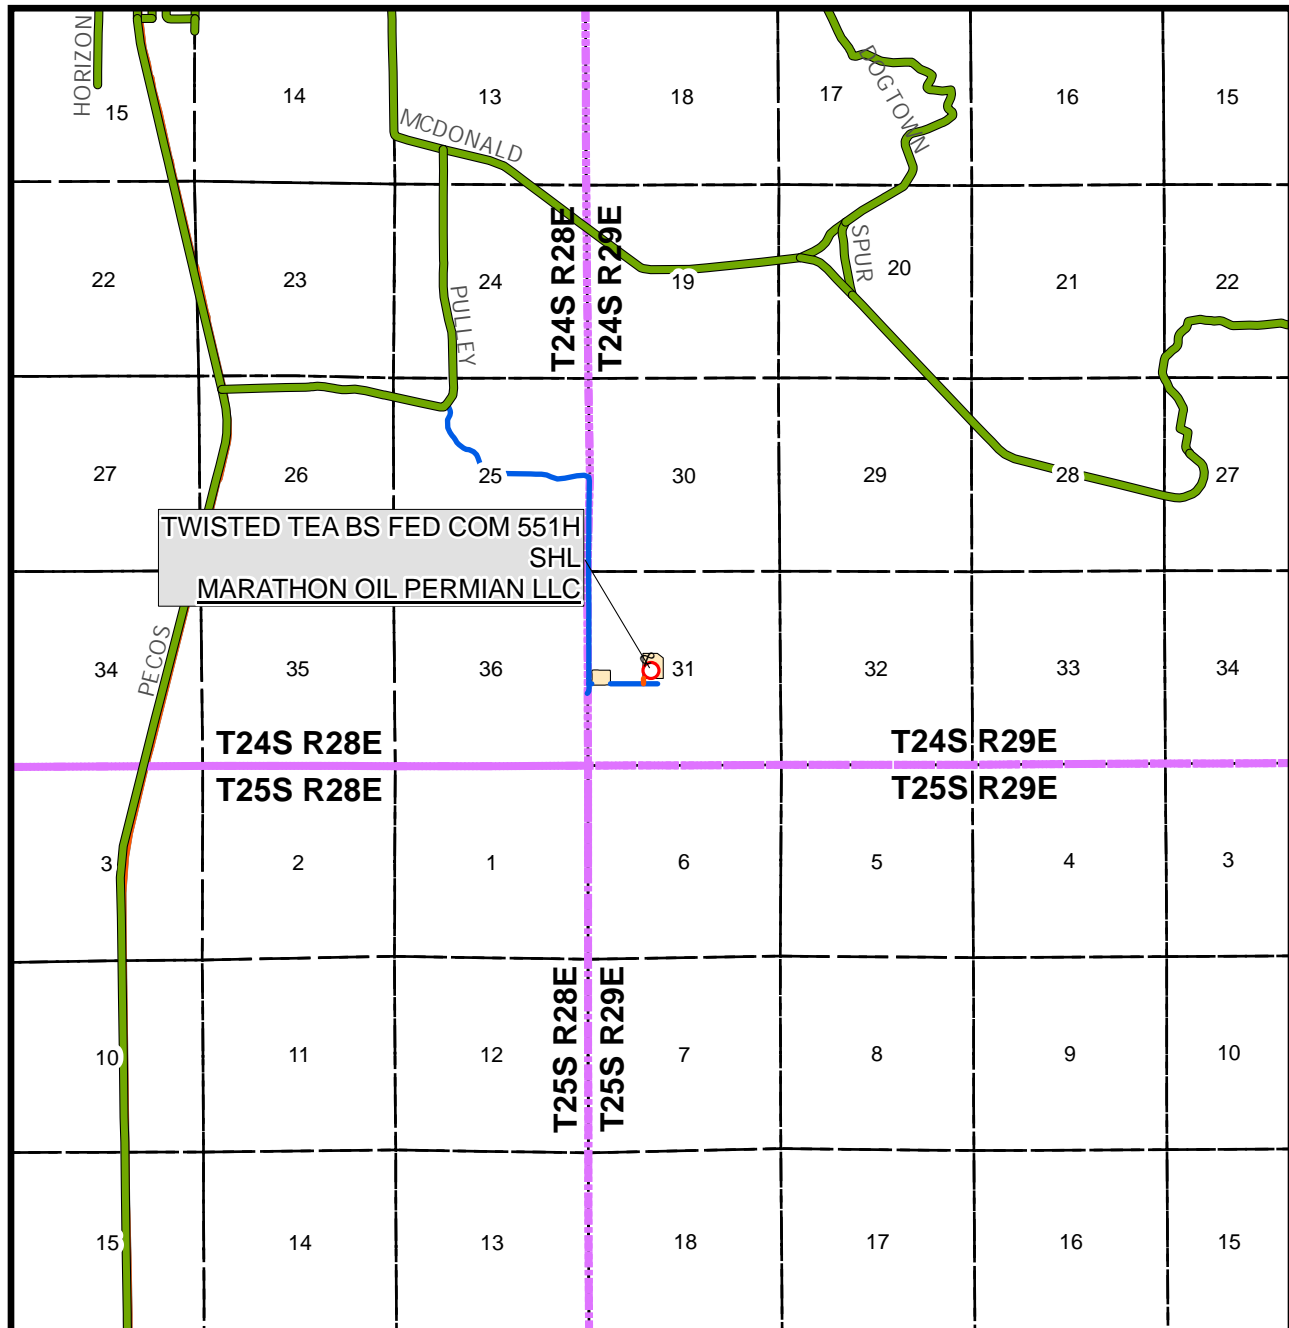 HORIZON
15
14
13
18
17
DOGTOWN
16
15
MCDONALD
22
23
24
PULLEY
T24S R28E
T24S R29E
19
SPUR
20
21
22
27
26
25
30
29
28
27
TWISTED TEA BS FED COM 551H
SHL
MARATHON OIL PERMIAN LLC
34
PECOS
35
36
31
32
33
34
T24S R28E
T24S R29E
T25S R28E
T25S R29E
3
2
1
6
5
4
3
T25S R28E
T25S R29E
10
11
12
7
8
9
10
15
14
13
18
17
16
15